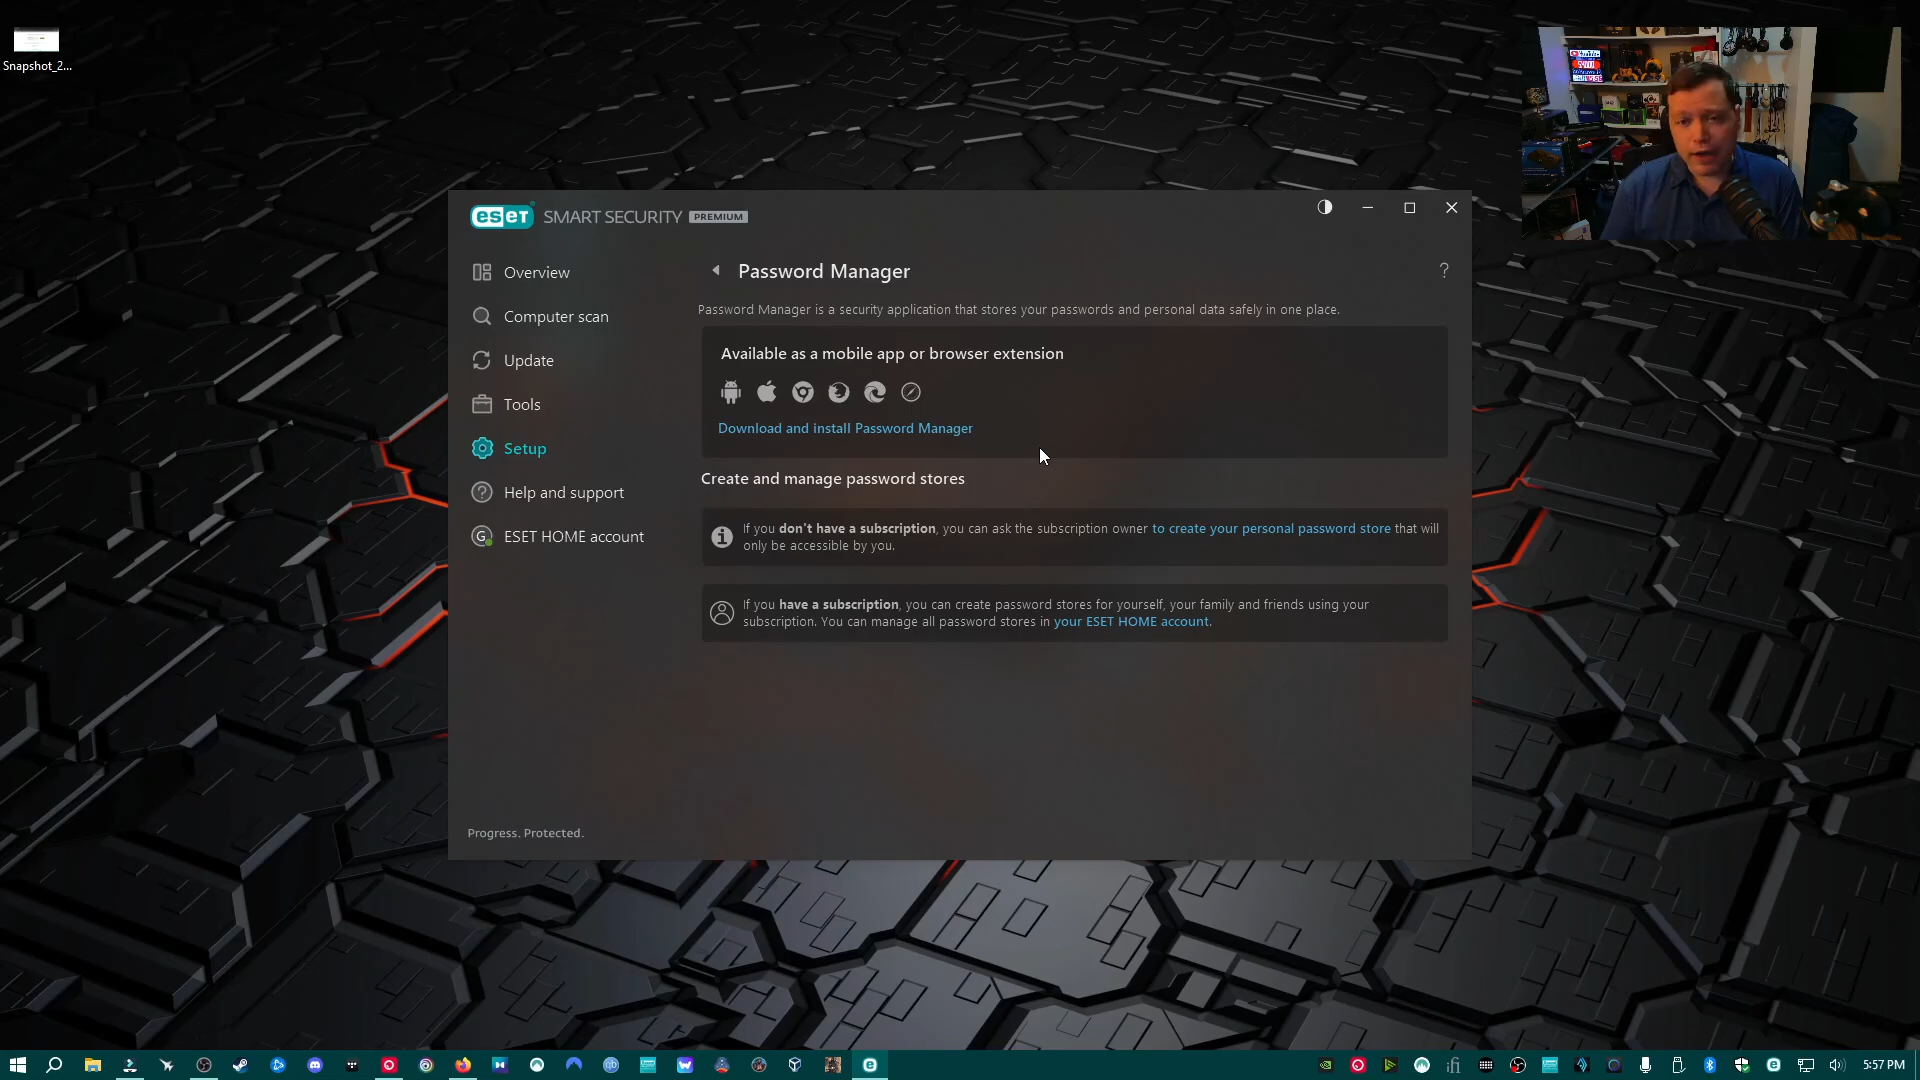 Snapshot_2...
eset SMART SECURITY PREMIUM
Overview
Computer scan
Update
Tools
Setup
Help and support
G ESET HOME account
Password Manager
?
Password Manager is a security application that stores your passwords and personal data safely in one place.
Available as a mobile app or browser extension
Download and install Password Manager
Create and manage password stores
If you don't have a subscription, you can ask the subscription owner to create your personal password store that will
only be accessible by you.
If you have a subscription, you can create password stores for yourself, your family and friends using your
subscription. You can manage all password stores in your ESET HOME account.
Progress. Protected.
5:57 PM